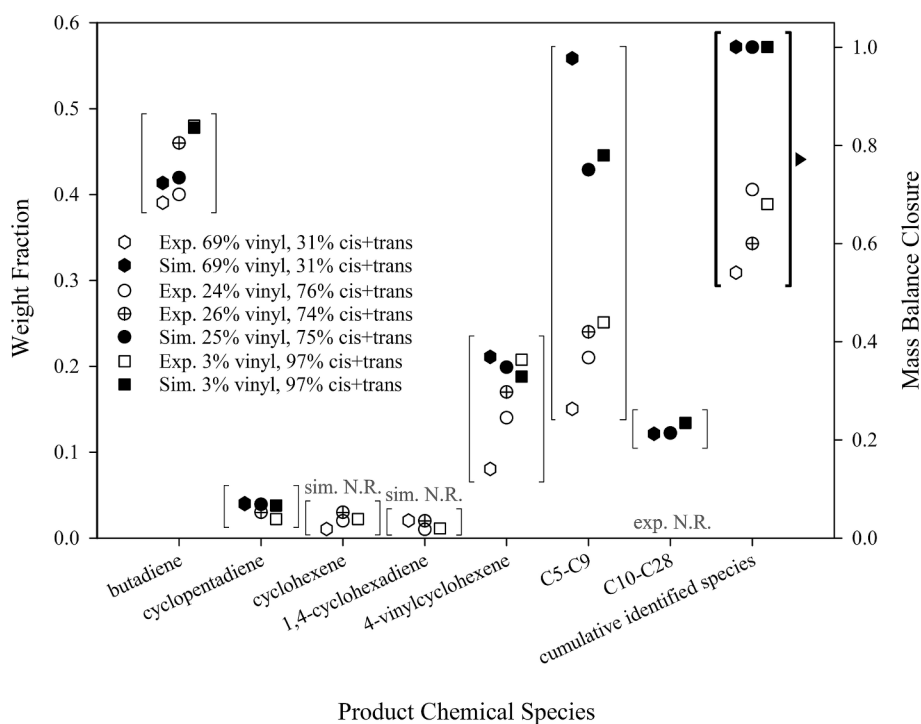 0.6
0.5
0.4
0.3
0.2
0.1
0.0
Weight Fraction
1.0
0.8
0.6
0.4
0.2
0.0
Mass Balance Closure
Exp. 69% vinyl, 31% cis+trans
Sim. 69% vinyl, 31% cis+trans
Exp. 24% vinyl, 76% cis+trans
Exp. 26% vinyl, 74% cis+trans
Sim. 25% vinyl, 75% cis+trans
Exp. 3% vinyl, 97% cis+trans
Sim. 3% vinyl, 97% cis+trans
sim. N.R.
sim. N.R.
exp. N.R.
butadiene
cyclopentadiene
cyclohexene
1,4-cyclohexadiene
4-vinylcyclohexene
C5-C9
C10-C28
cumulative identified species
Product Chemical Species